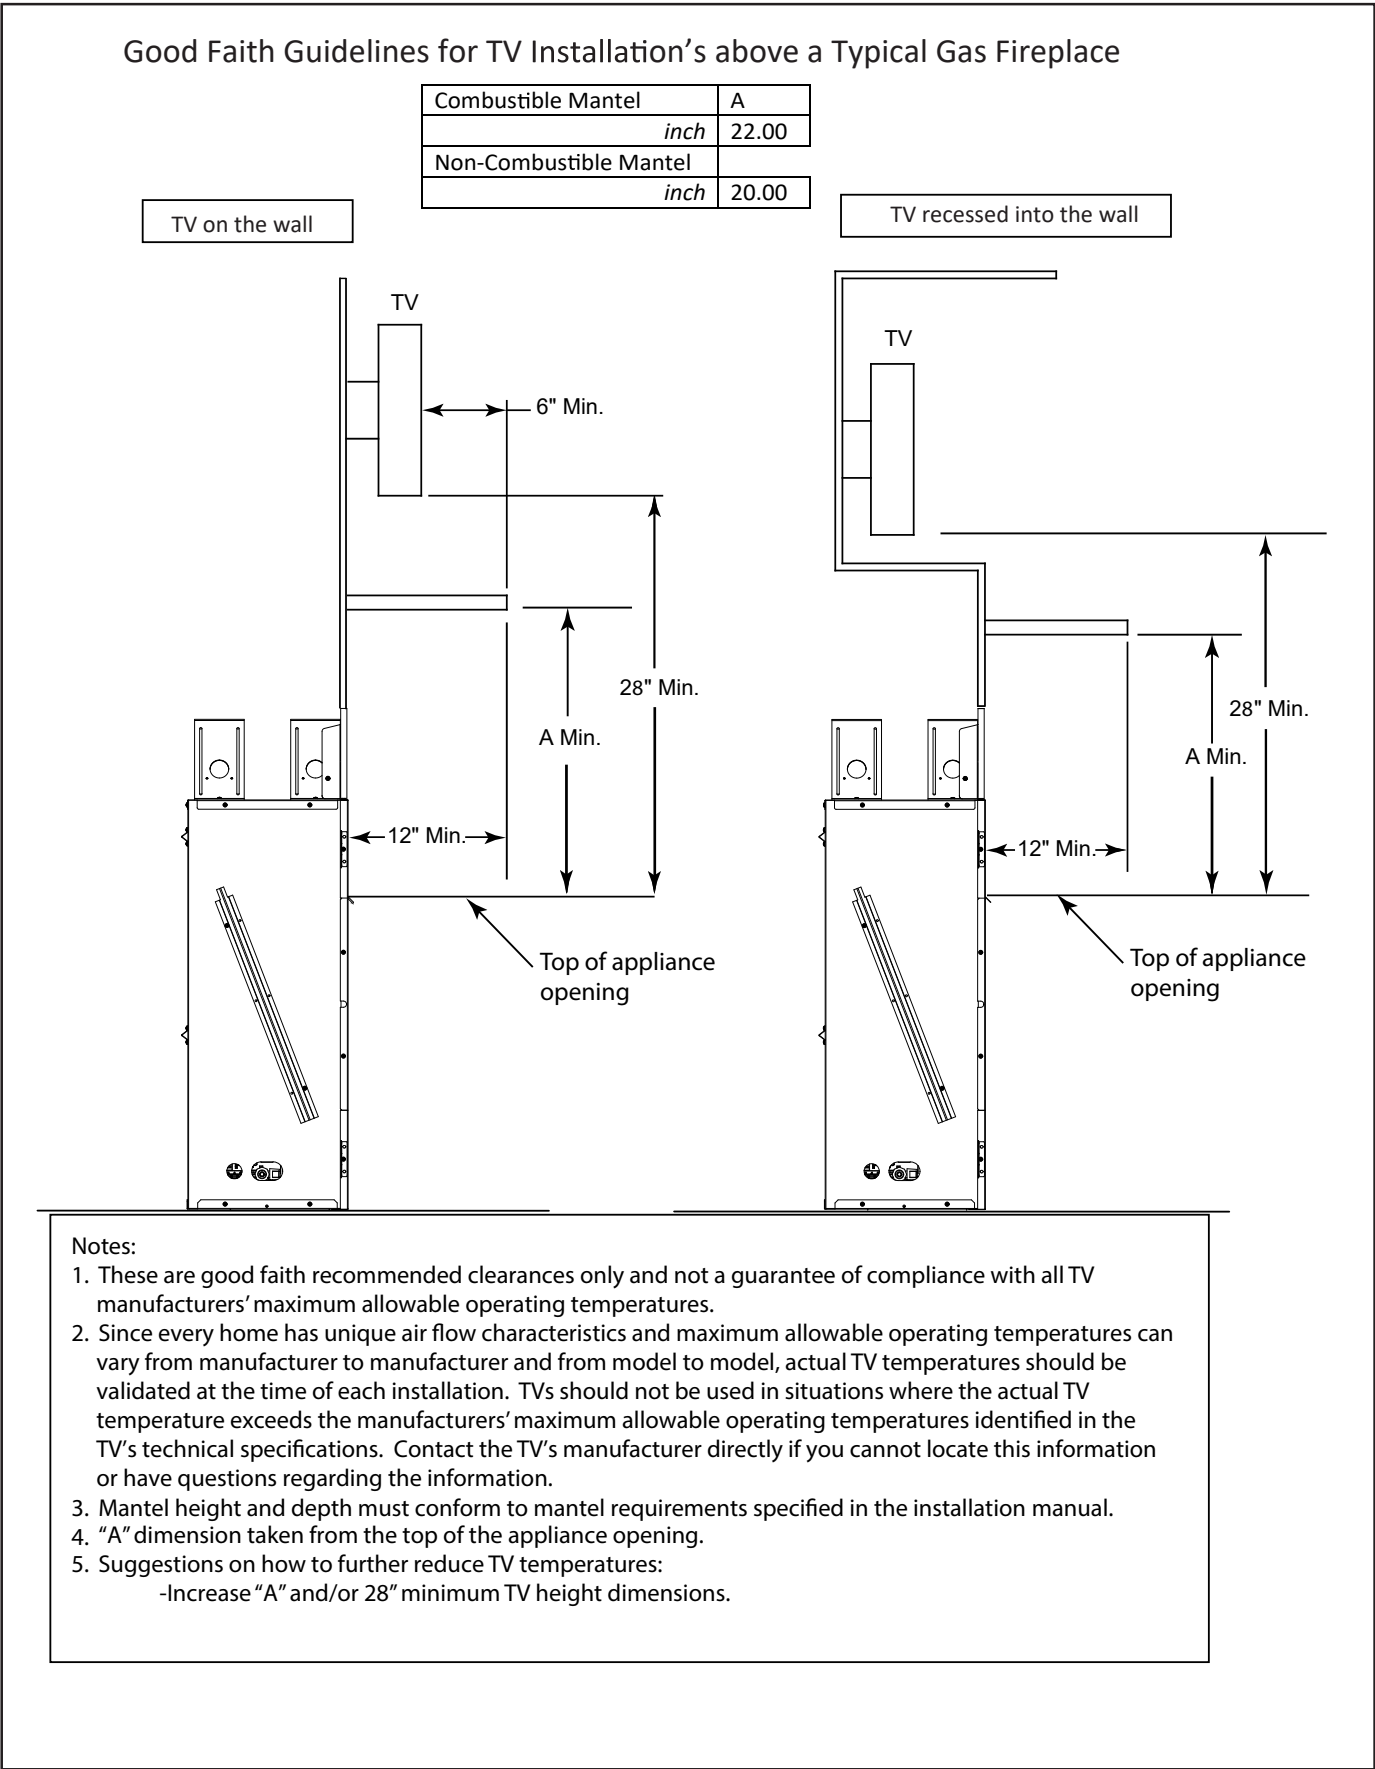 Good Faith Guidelines for TV Installation's above a Typical Gas Fireplace
Combustible Mantel A
inch 22.00
Non-Combustible Mantel
inch 20.00
TV on the wall
TV recessed into the wall
TV
6" Min.
28" Min.
A Min.
12" Min.
Top of appliance
opening
TV
28" Min.
A Min.
12" Min.
Top of appliance
opening
Notes:
1. These are good faith recommended clearances only and not a guarantee of compliance with all TV
manufacturers’ maximum allowable operating temperatures.
2. Since every home has unique air flow characteristics and maximum allowable operating temperatures can
vary from manufacturer to manufacturer and from model to model, actual TV temperatures should be
validated at the time of each installation. TVs should not be used in situations where the actual TV
temperature exceeds the manufacturers’ maximum allowable operating temperatures identified in the
TV’s technical specifications. Contact the TV’s manufacturer directly if you cannot locate this information
or have questions regarding the information.
3. Mantel height and depth must conform to mantel requirements specified in the installation manual.
4. “A” dimension taken from the top of the appliance opening.
5. Suggestions on how to further reduce TV temperatures:
-Increase “A” and/or 28” minimum TV height dimensions.